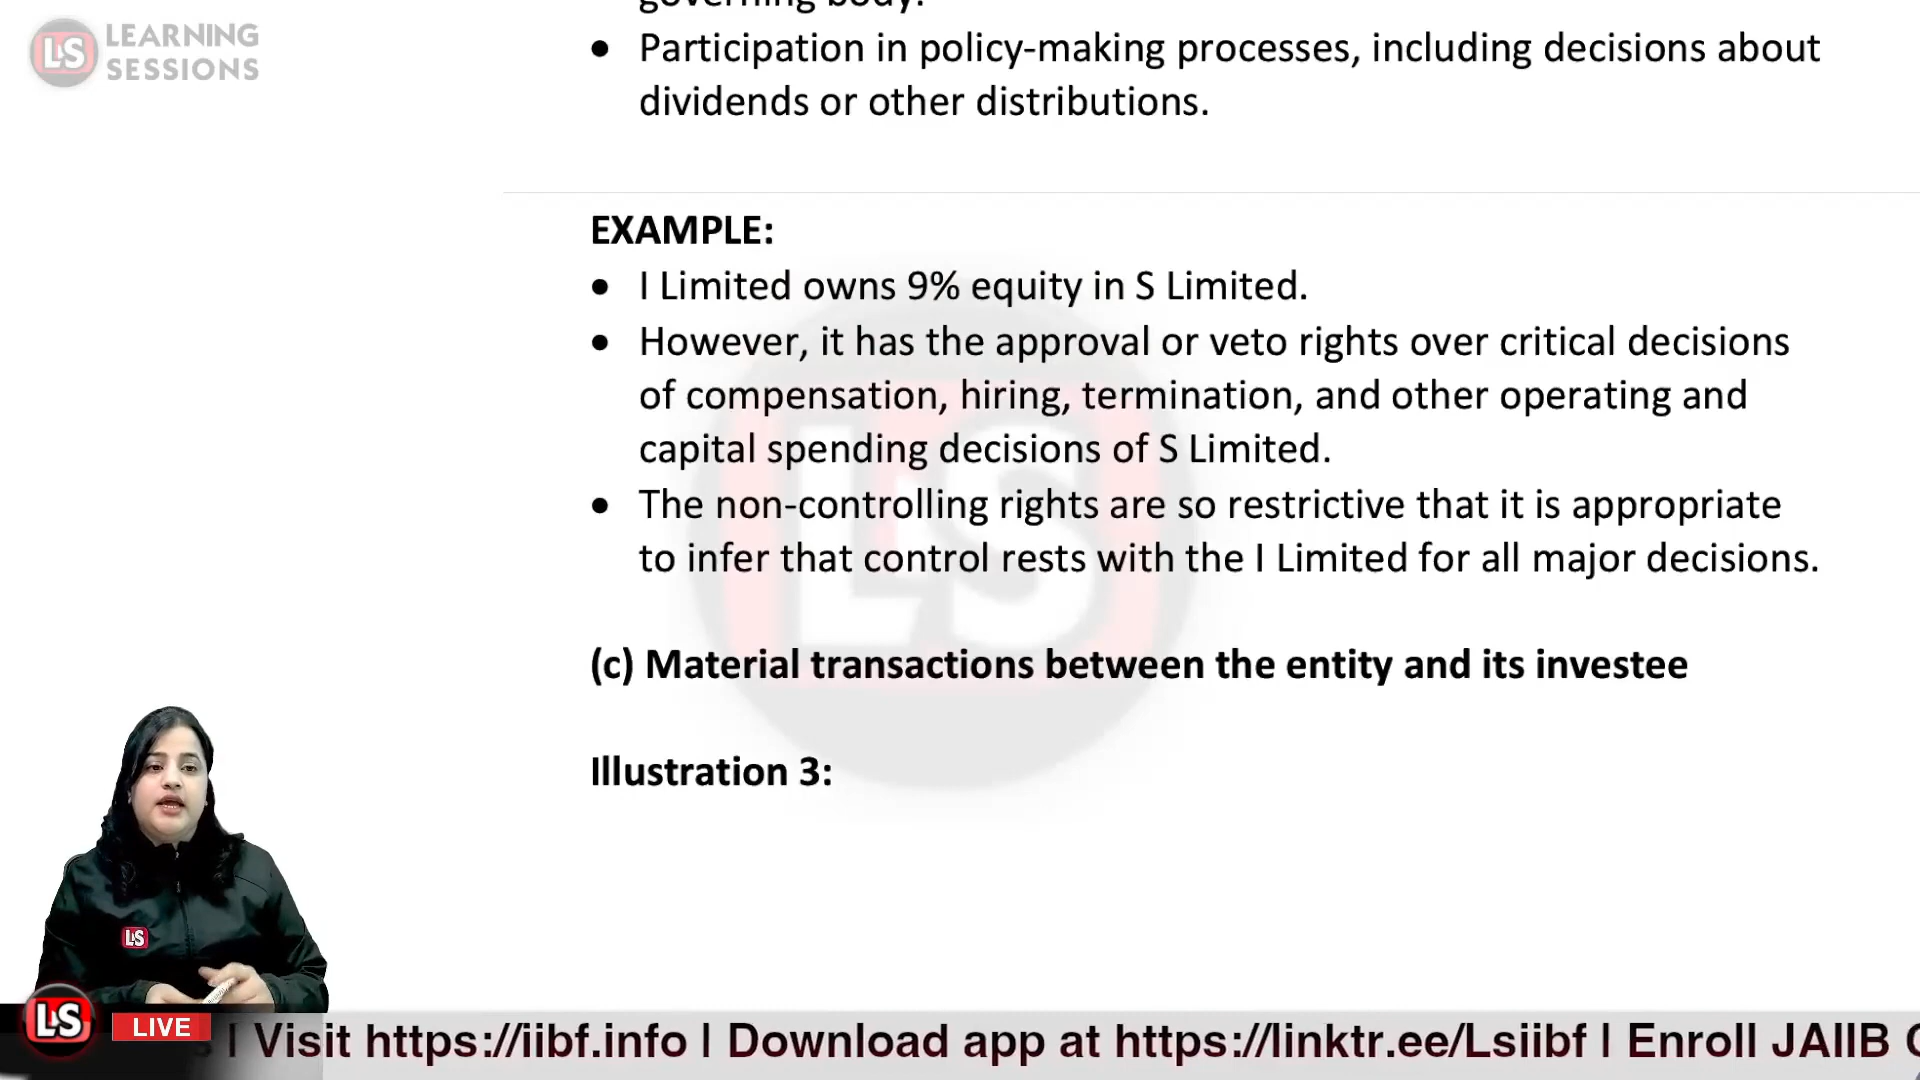 governing body.
LEARNING
SESSIONS
LS
• Participation in policy-making processes, including decisions about
dividends or other distributions.
EXAMPLE:
• I Limited owns 9% equity in S Limited.
• However, it has the approval or veto rights over critical decisions
of compensation, hiring, termination, and other operating and
capital spending decisions of S Limited.
• The non-controlling rights are so restrictive that it is appropriate
to infer that control rests with the I Limited for all major decisions.
LS
(c) Material transactions between the entity and its investee
Illustration 3:
LS
LS
LIVE
s | Visit https://iibf.info | Download app at https://linktr.ee/Lsiibf | Enroll JAIIB